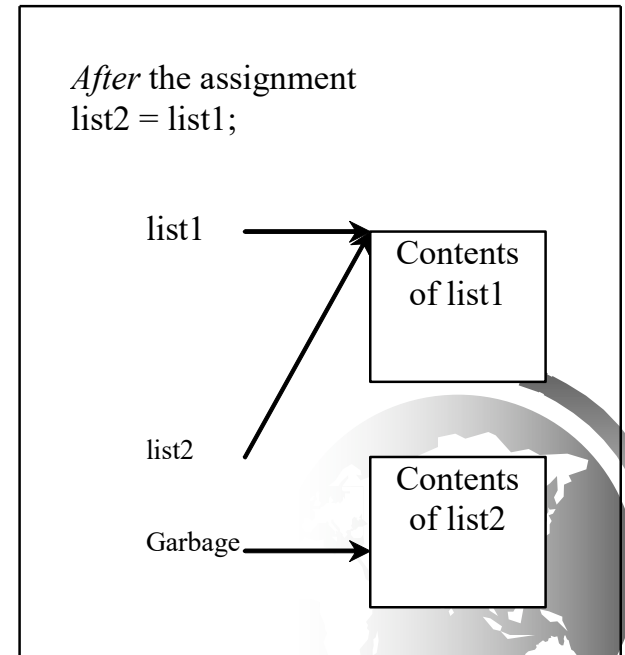 After the assignment
list2 = list1;
list1
Contents
of list1
list2
Contents
of list2
Garbage